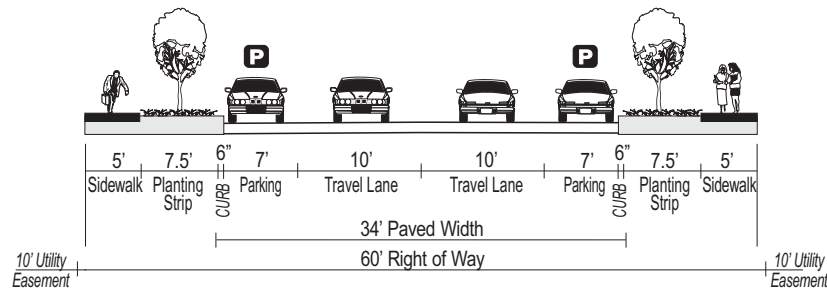 P P
5’ 7.5’ 6” 7’ 10’ 10’ 7’ 6” 7.5’ 5’
Sidewalk Planting Strip CURB Parking Travel Lane Travel Lane Parking CURB Planting Strip Sidewalk
34’ Paved Width
10’ Utility Easement 60’ Right of Way 10’ Utility Easement